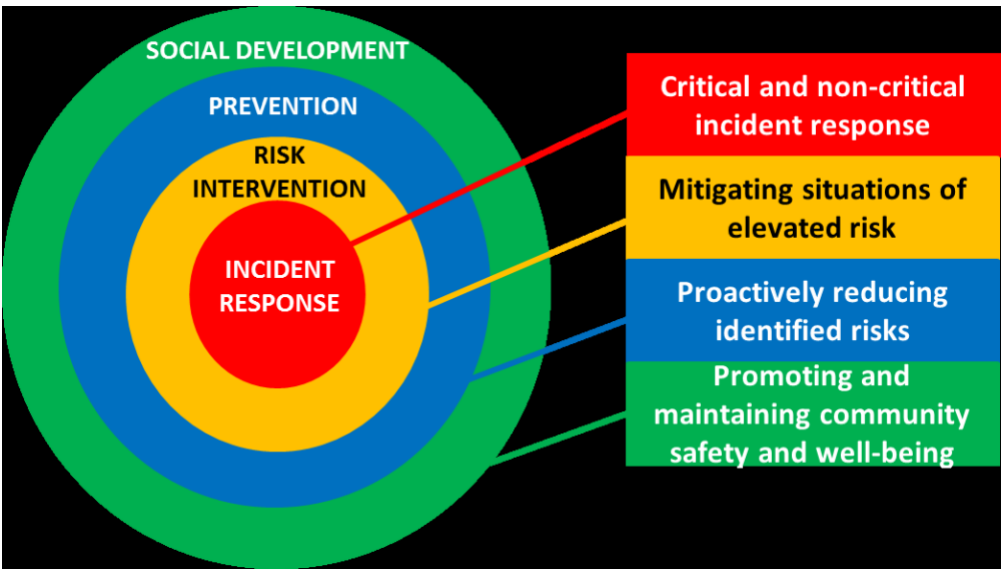 SOCIAL DEVELOPMENT
PREVENTION
RISK
INTERVENTION
INCIDENT
RESPONSE
Critical and non-critical
incident response
Mitigating situations of
elevated risk
Proactively reducing
identified risks
Promoting and
maintaining community
safety and well-being